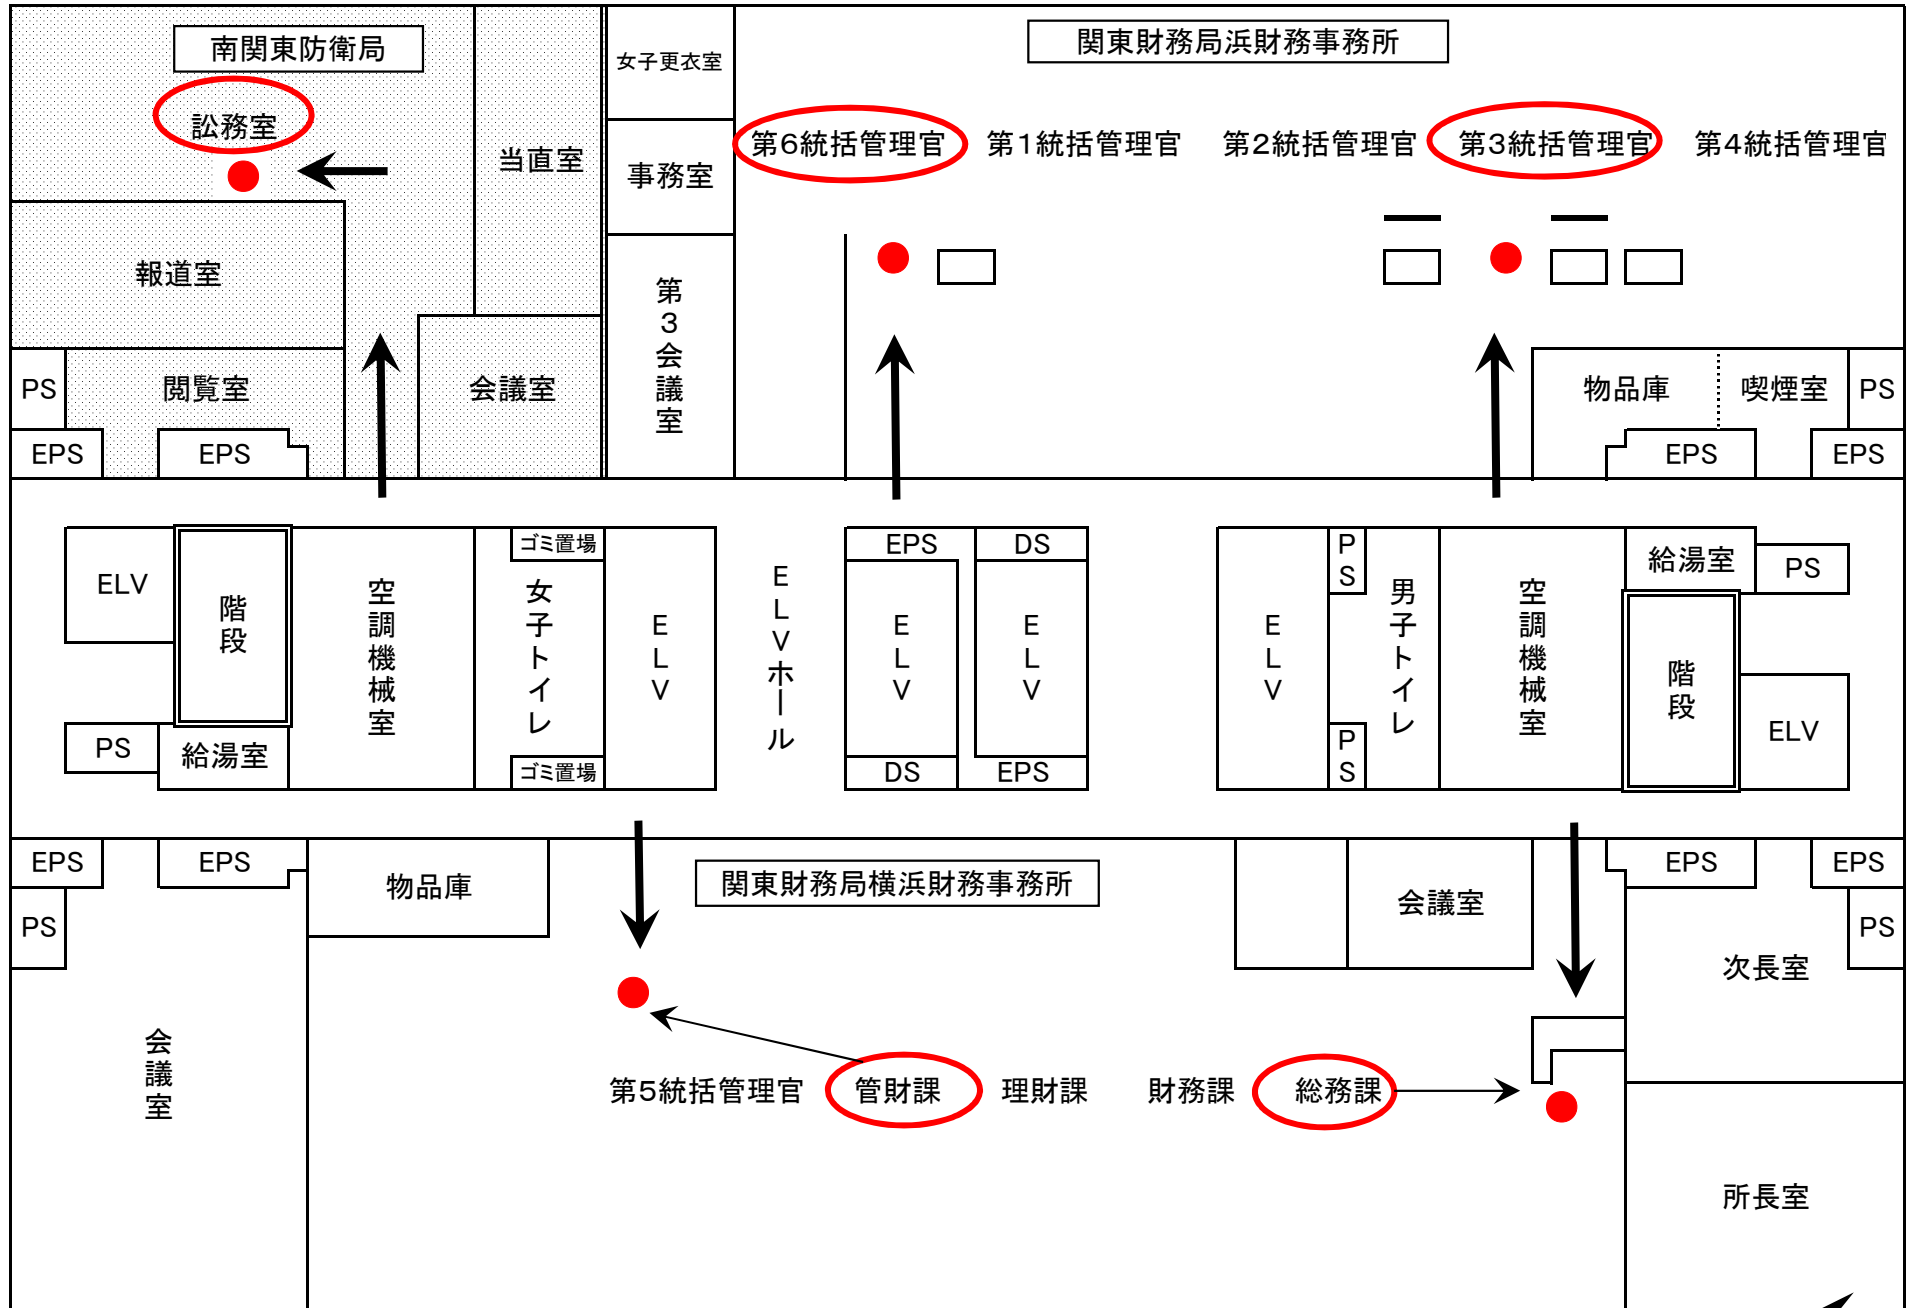 南関東防衛局
訟務室
当直室
報道室
閲覧室
会議室
PS
EPS
EPS
女子更衣室
事務室
第3会議室
関東財務局浜財務事務所
第6統括管理官
第1統括管理官
第2統括管理官
第3統括管理官
第4統括管理官
物品庫
喫煙室
PS
EPS
EPS
ELV
階段
PS
給湯室
空調機械室
ゴミ置場
女子トイレ
ゴミ置場
ELV
ELVホール
EPS
ELV
DS
DS
ELV
EPS
ELV
PS
PS
男子トイレ
空調機械室
給湯室
PS
階段
ELV
EPS
EPS
PS
会議室
物品庫
関東財務局横浜財務事務所
会議室
EPS
EPS
PS
次長室
第5統括管理官
管財課
理財課
財務課
総務課
所長室